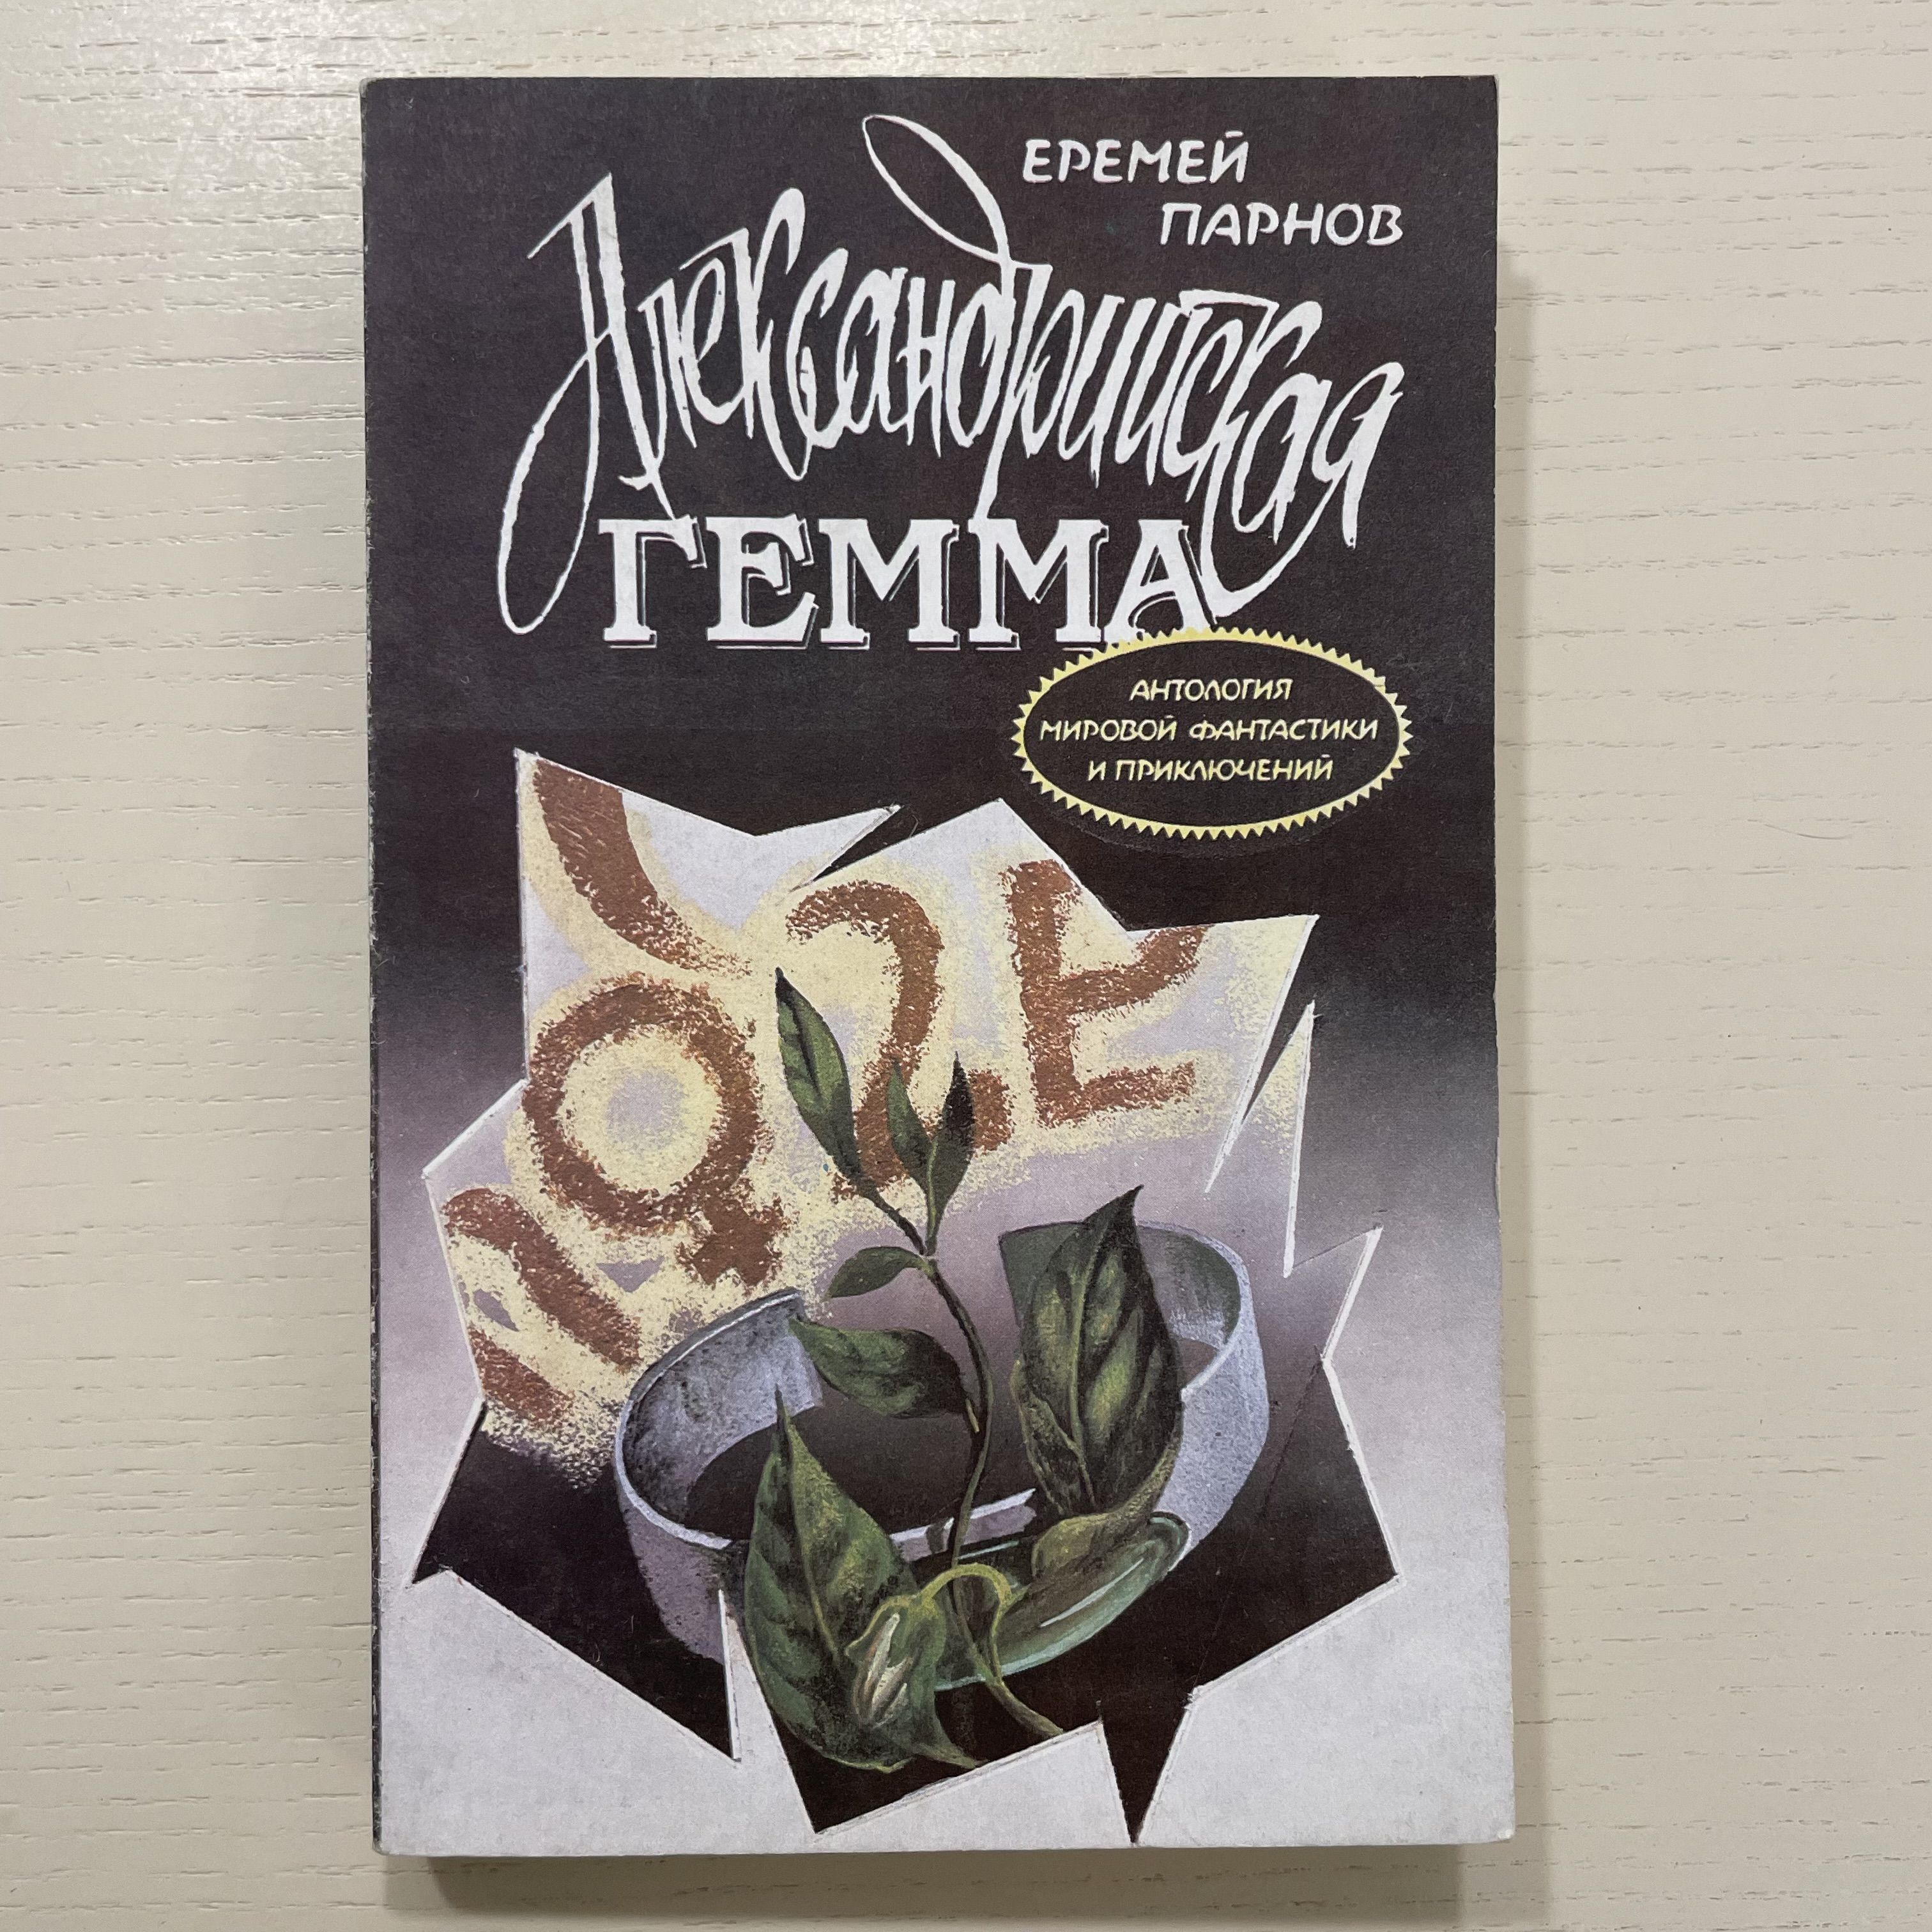 ЕРЕМЕЙ
ПАРНОВ
Александрийская
ГЕММА
АНТОЛОГИЯ
МИРОВОЙ ФАНТАСТИКИ
И ПРИКЛЮЧЕНИЙ